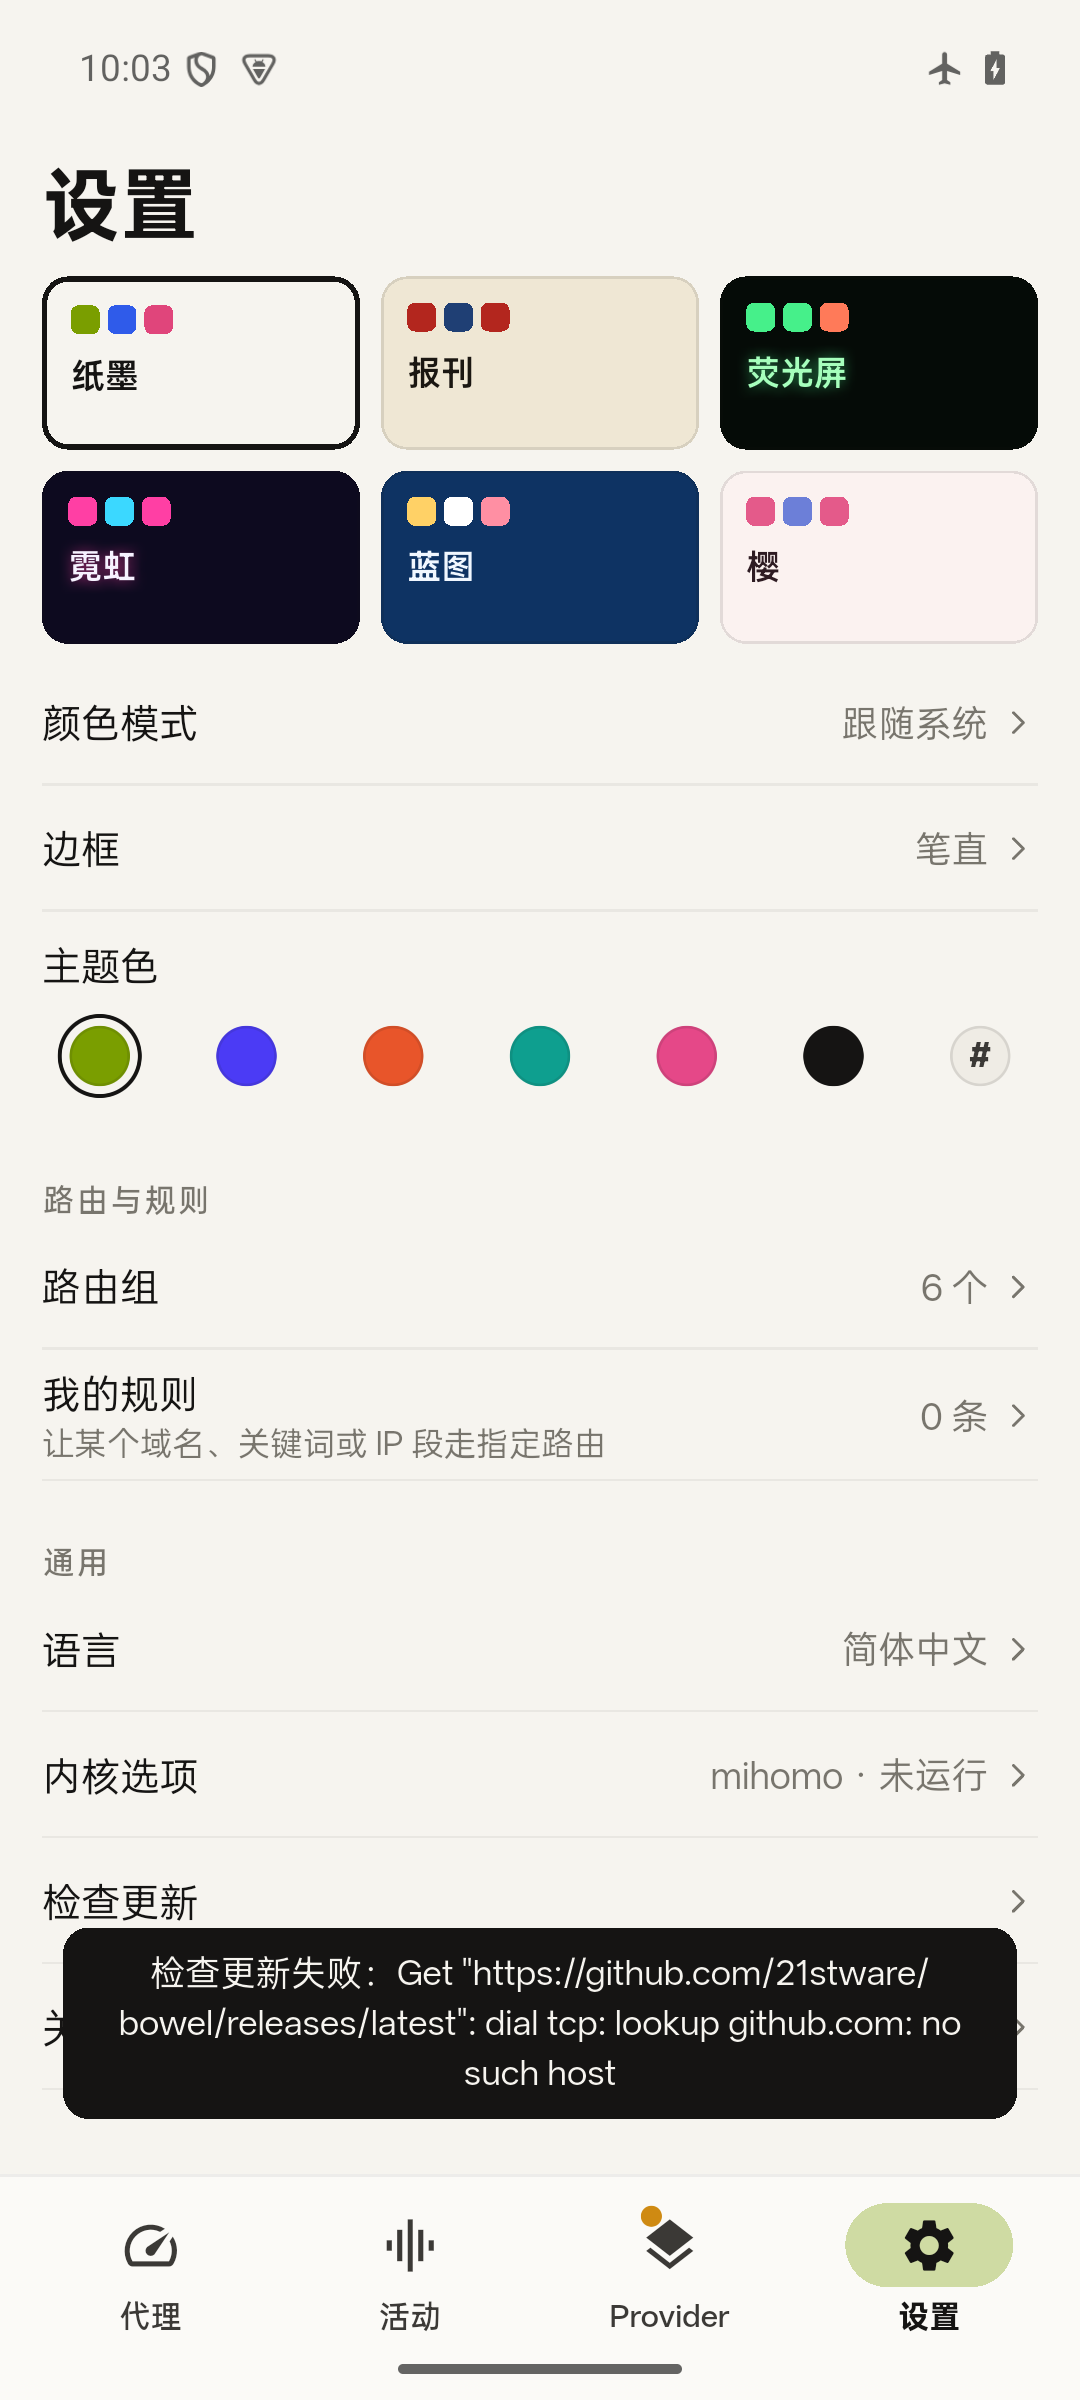 10:03
设置
纸墨
报刊
荧光屏
霓虹
蓝图
樱
颜色模式 跟随系统
边框 笔直
主题色
#
路由与规则
路由组 6 个
我的规则 0 条
让某个域名、关键词或 IP 段走指定路由
通用
语言 简体中文
内核选项 mihomo · 未运行
检查更新
检查更新失败：Get "https://github.com/21stware/
bowel/releases/latest": dial tcp: lookup github.com: no
such host
代理
活动
Provider
设置